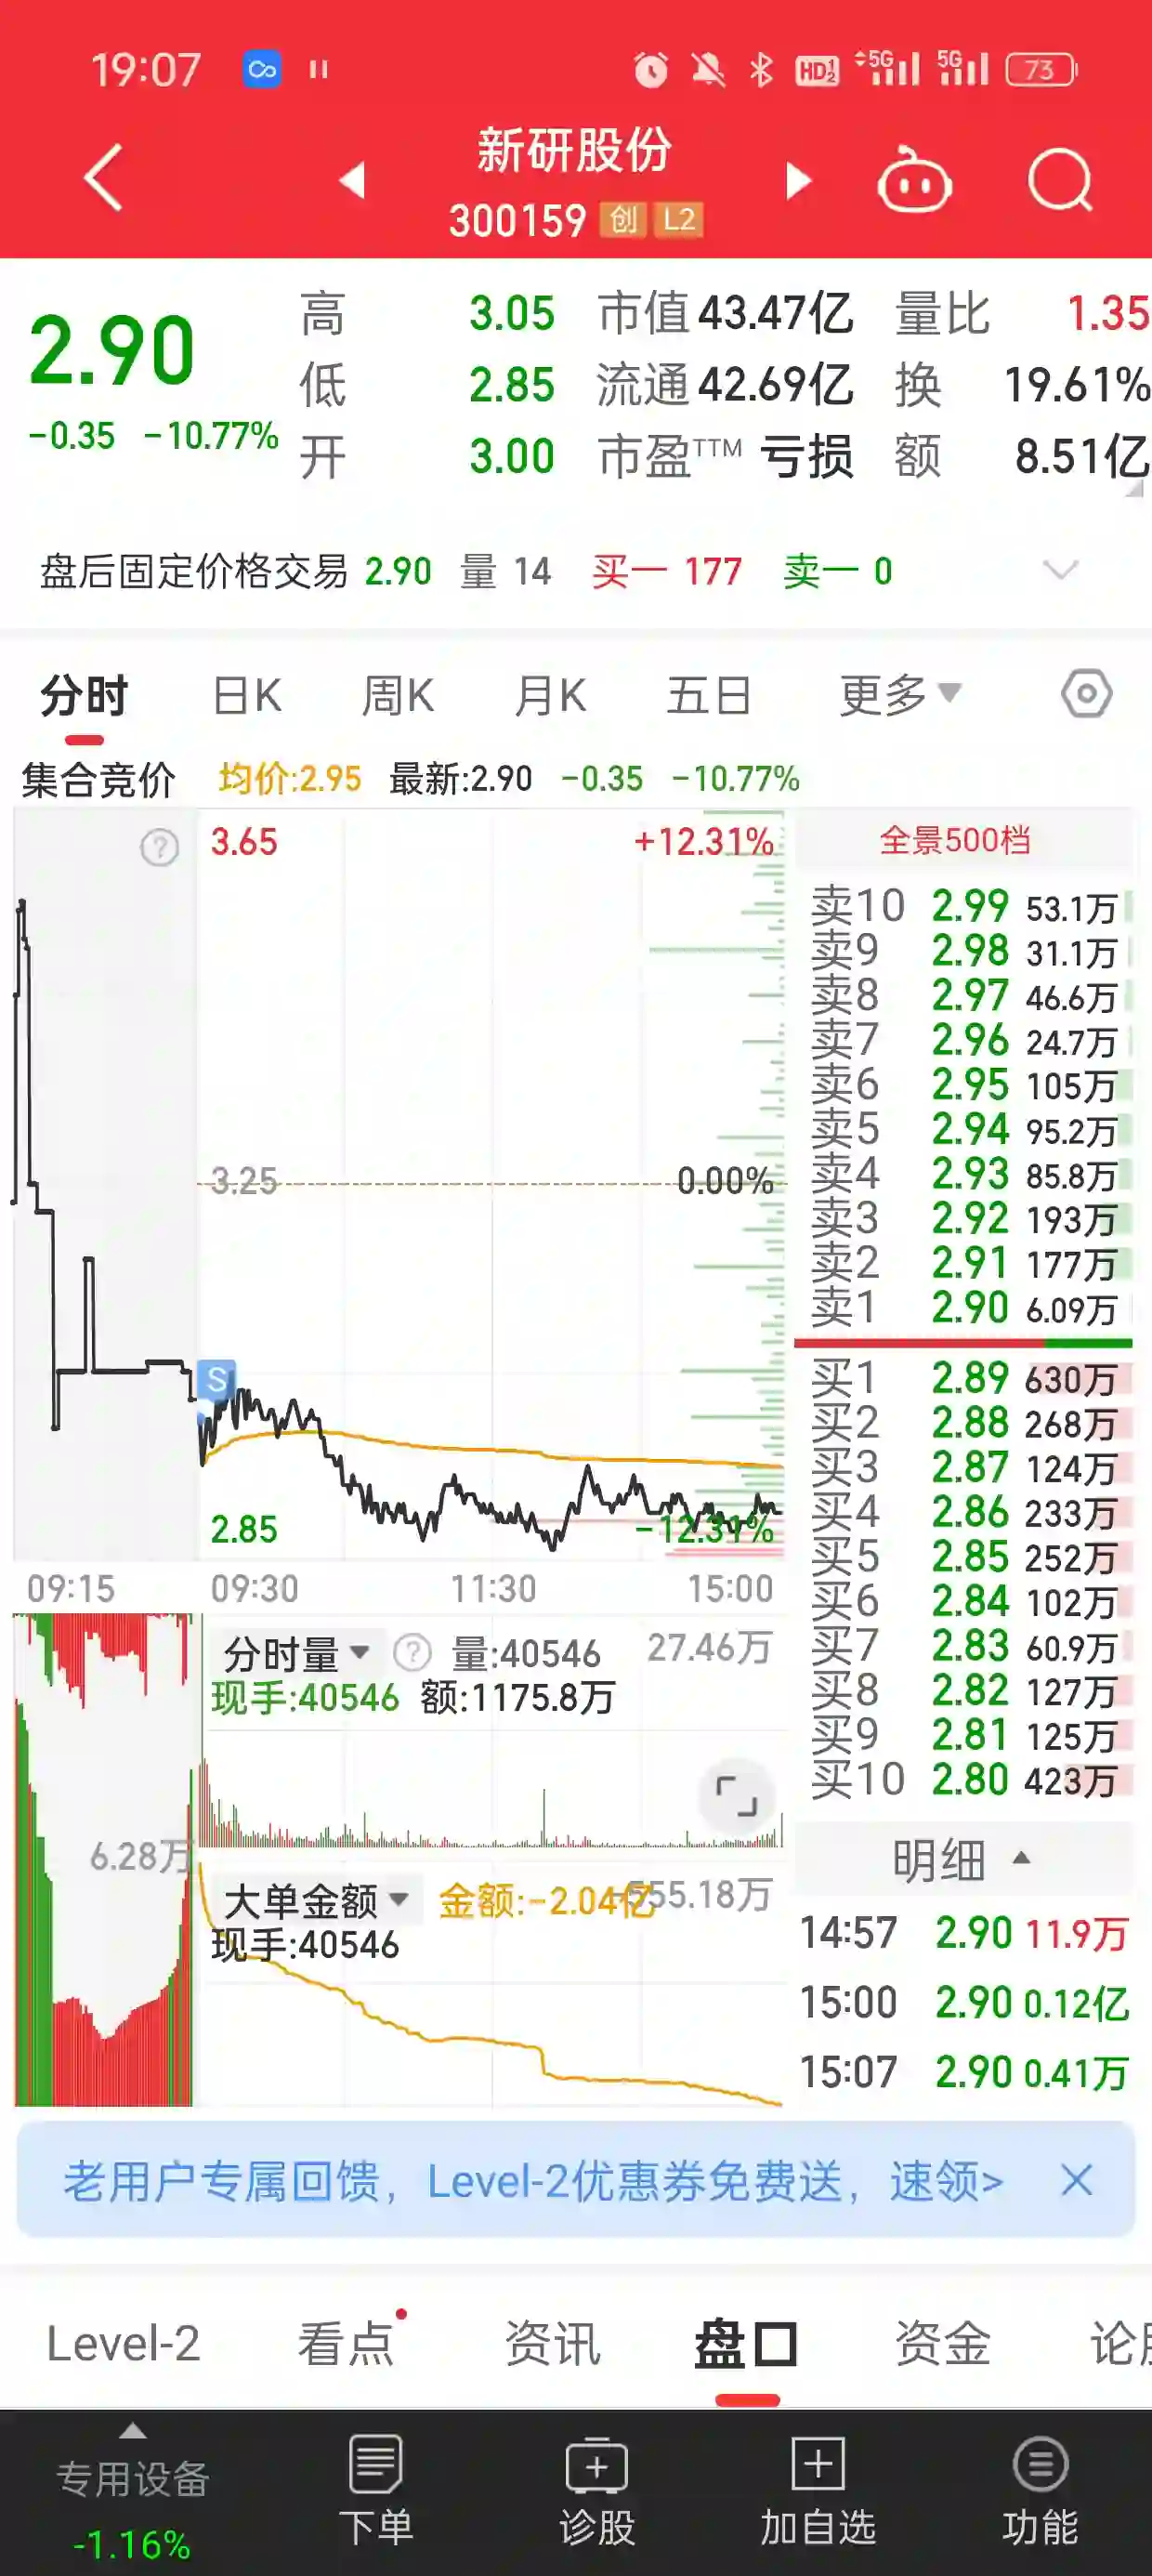 19:07 HD 5G 5G 73
新研股份
300159 创 L2
2.90
-0.35 -10.77%
高 3.05 市值 43.47亿 量比 1.35
低 2.85 流通 42.69亿 换 19.61%
开 3.00 市盈TTM 亏损 额 8.51亿
盘后固定价格交易 2.90 量 14 买一 177 卖一 0
分时 日K 周K 月K 五日 更多
集合竞价 均价:2.95 最新:2.90 -0.35 -10.77%
3.65 +12.31%
3.25 0.00%
S
2.85 -12.31%
09:15 09:30 11:30 15:00
分时量 ? 量:40546 27.46万
现手:40546 额:1175.8万
6.28万
大单金额 金额:-2.04亿 555.18万
现手:40546
全景500档
卖10 2.99 53.1万
卖9 2.98 31.1万
卖8 2.97 46.6万
卖7 2.96 24.7万
卖6 2.95 105万
卖5 2.94 95.2万
卖4 2.93 85.8万
卖3 2.92 193万
卖2 2.91 177万
卖1 2.90 6.09万
买1 2.89 630万
买2 2.88 268万
买3 2.87 124万
买4 2.86 233万
买5 2.85 252万
买6 2.84 102万
买7 2.83 60.9万
买8 2.82 127万
买9 2.81 125万
买10 2.80 423万
明细
14:57 2.90 11.9万
15:00 2.90 0.12亿
15:07 2.90 0.41万
老用户专属回馈，Level-2优惠券免费送，速领>
Level-2 看点 资讯 盘口 资金 论
专用设备 下单 诊股 加自选 功能
-1.16%